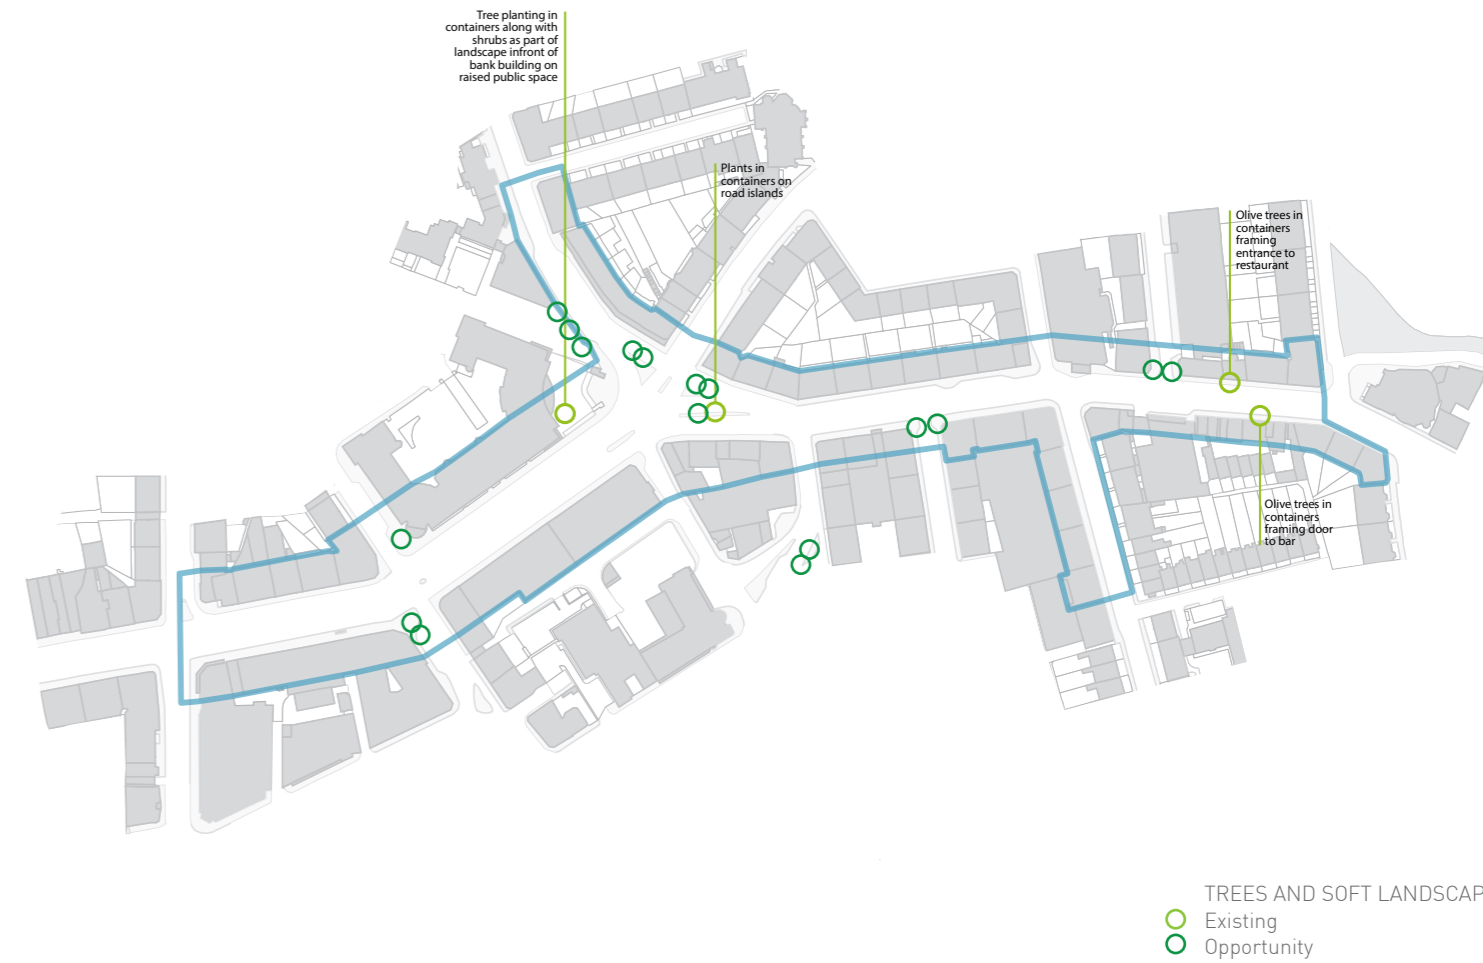 Tree planting in
containers along with
shrubs as part of
landscape infront of
bank building on
raised public space
Plants in
containers on
road islands
Olive trees in
containers
framing
entrance to
restaurant
Olive trees in
containers
framing door
to bar
TREES AND SOFT LANDSCAP
Existing
Opportunity